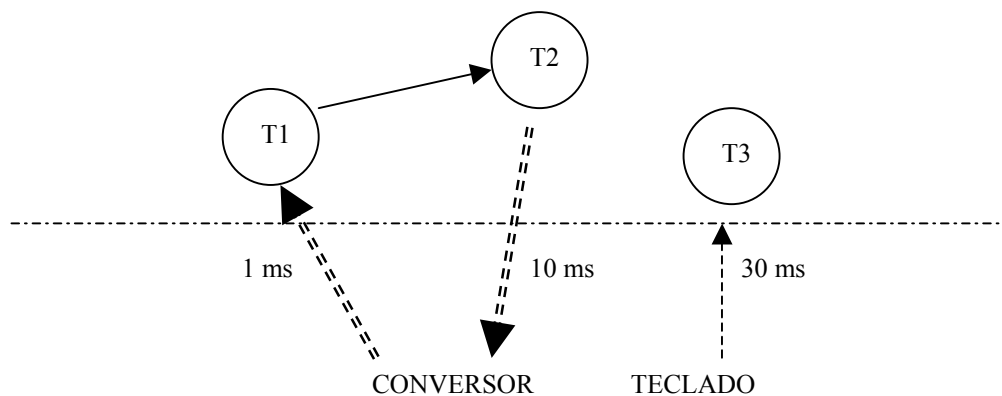 T2
T1
T3
1 ms
10 ms
30 ms
CONVERSOR
TECLADO